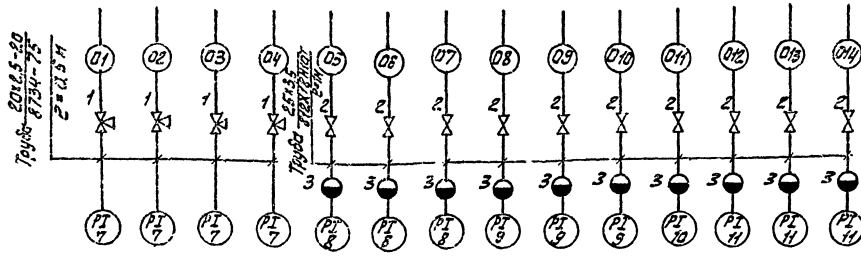 01 02 03 04 05 06 07 08 09 010 011 012 013 014
Труба 20×2,5-20
8734-75
Труба 25×3,5
1 1 1 1 2 2 2 2 2 2 2 2 2 2
3 3 3 3 3 3 3 3 3 3
PI PI PI PI PI PI PI PI PI PI PI PI PI PI
7 7 7 7 8 8 8 9 9 9 10 11 11 11